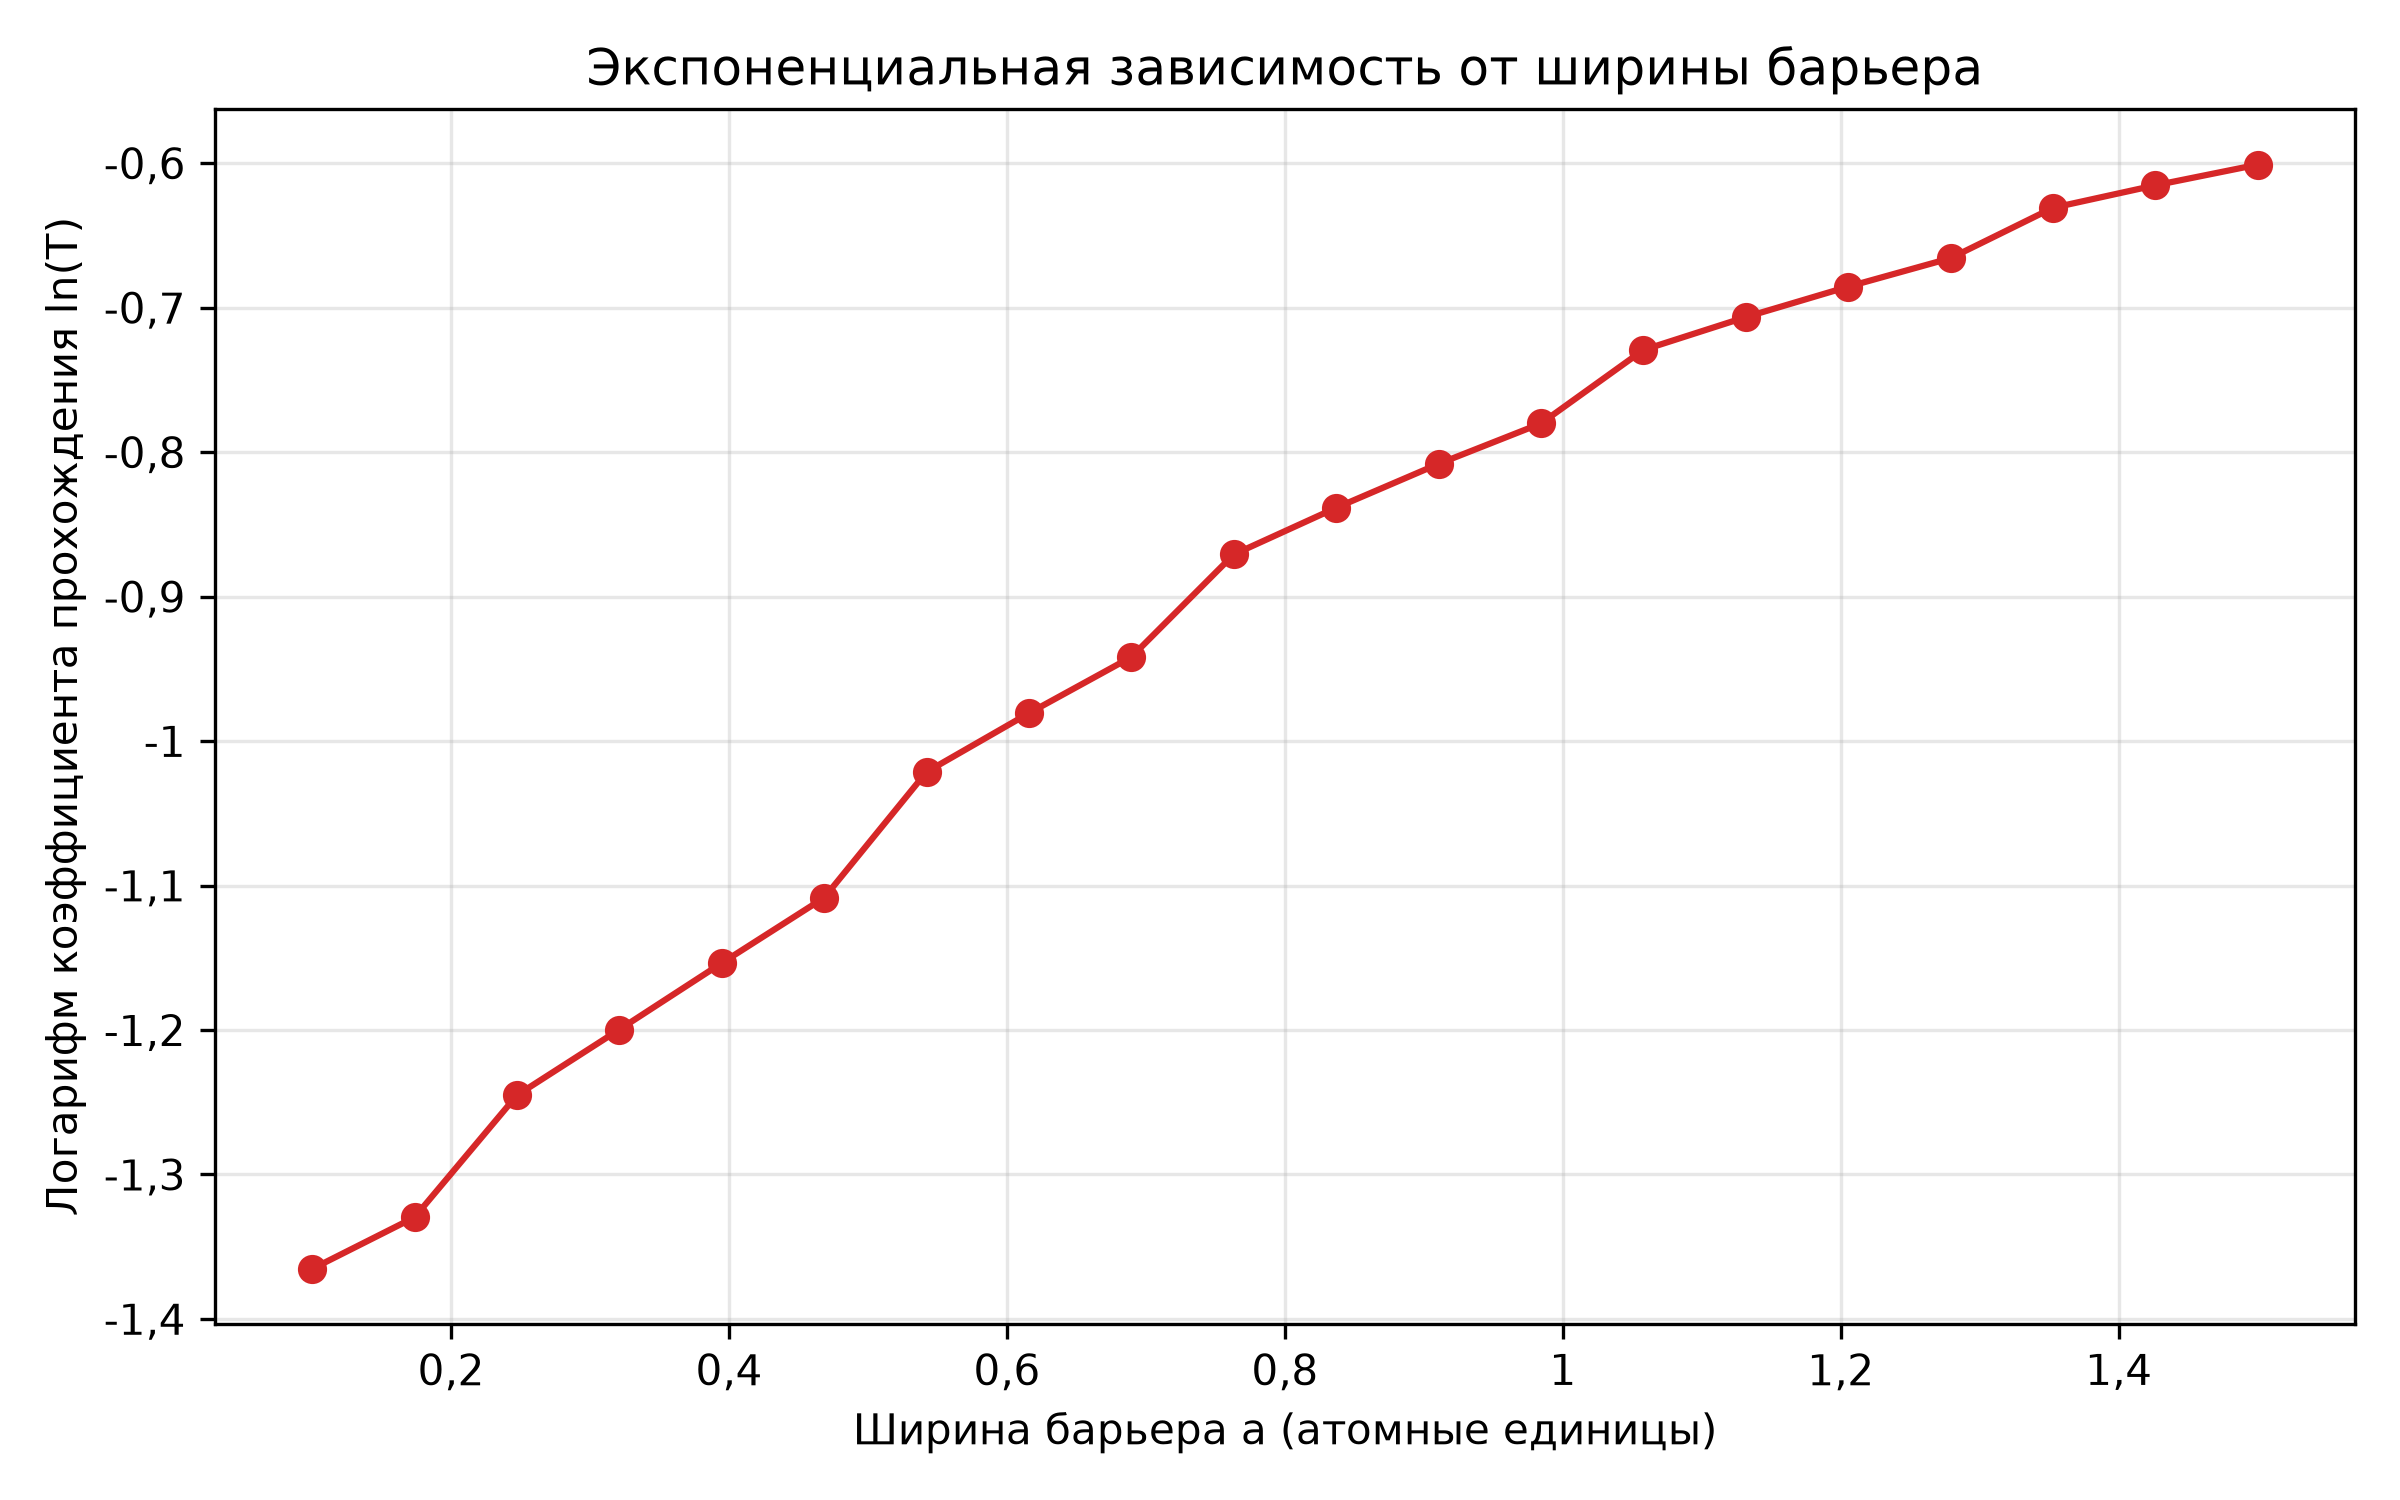 Экспоненциальная зависимость от ширины барьера
Логарифм коэффициента прохождения ln(T)
-0,6
-0,7
-0,8
-0,9
-1
-1,1
-1,2
-1,3
-1,4
0,2 0,4 0,6 0,8 1 1,2 1,4
Ширина барьера a (атомные единицы)